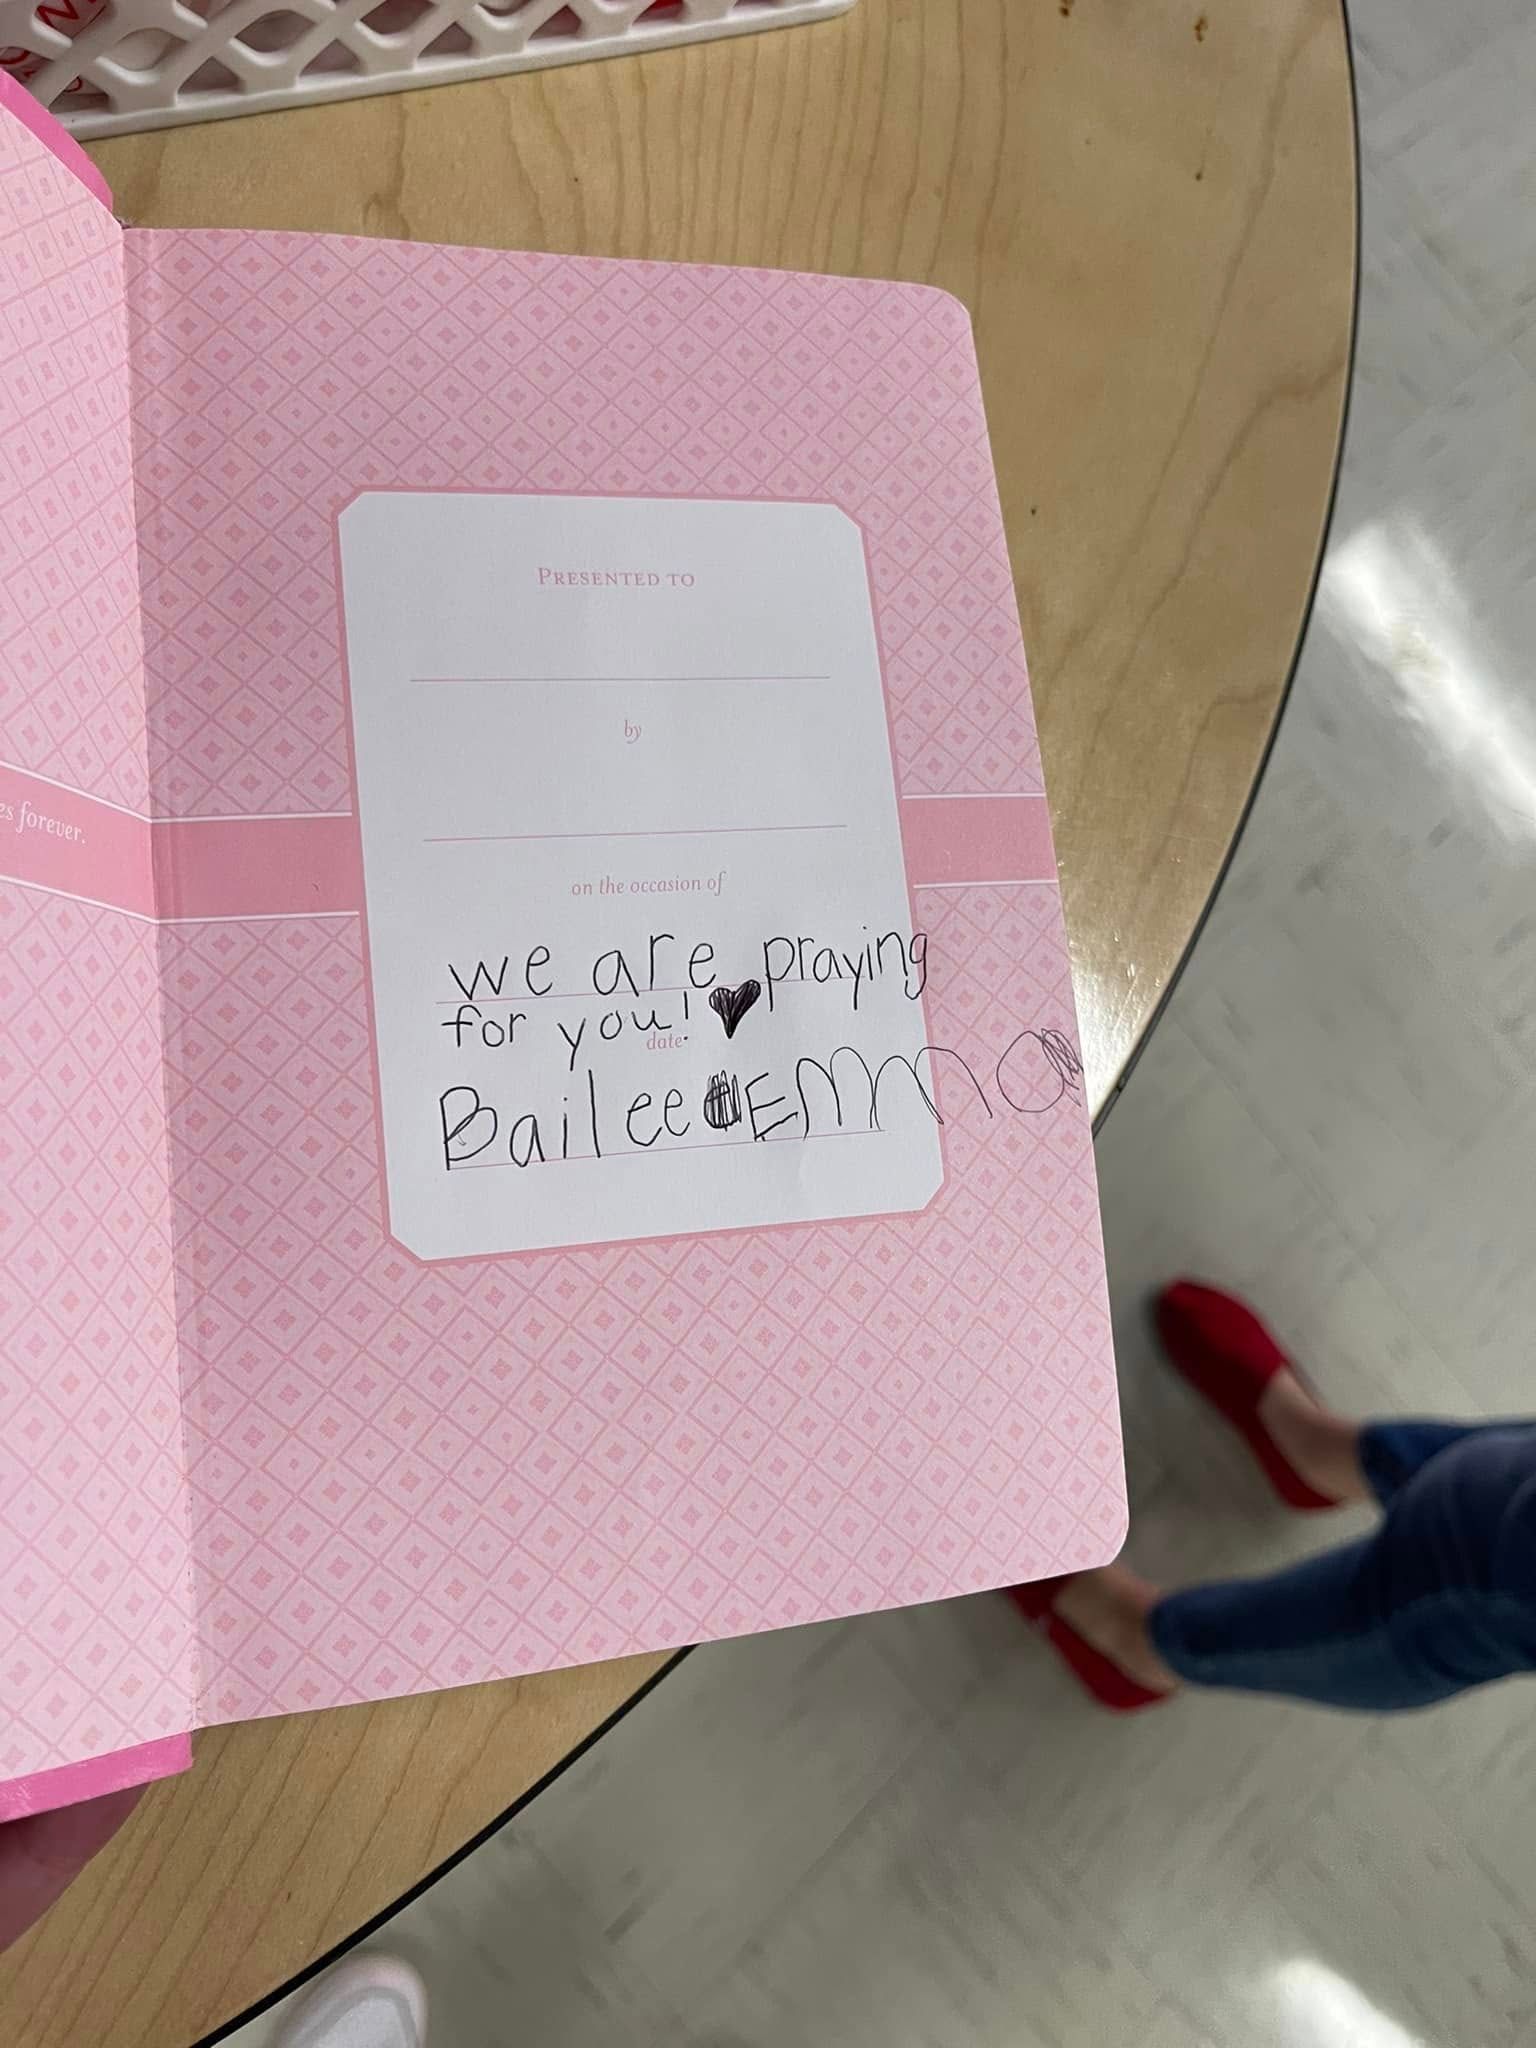 es forever.
PRESENTED TO
by
on the occasion of
we are praying
for you! ♥
date
Bailee Emma